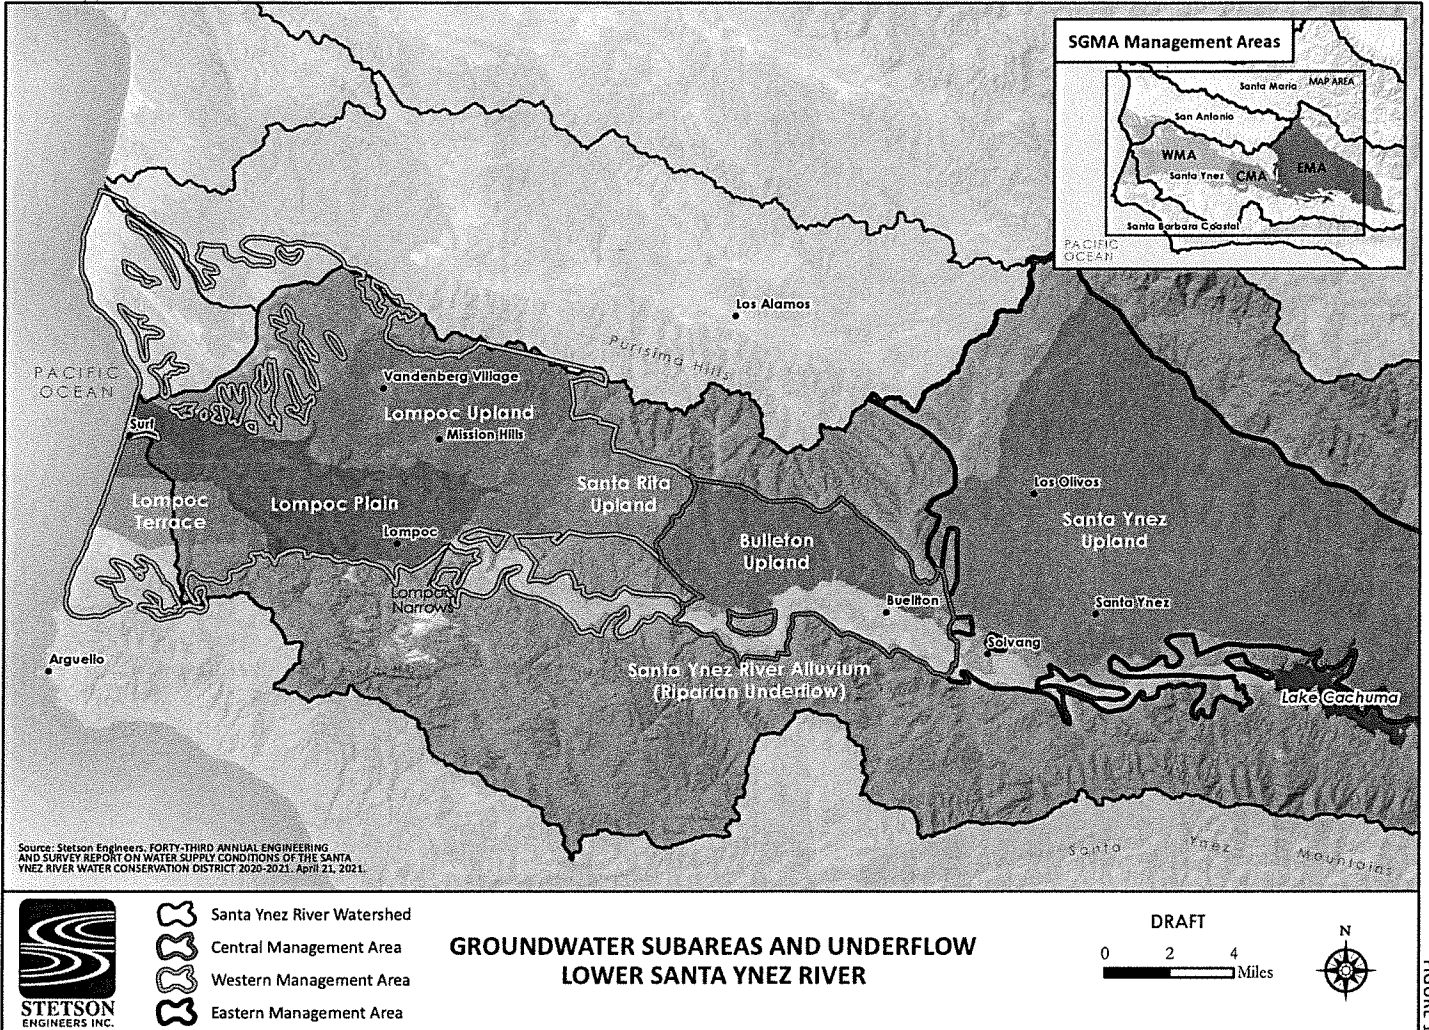 SGMA Management Areas
Santa Maria
MAP AREA
San Antonio
WMA
Santa Ynez
CMA
EMA
Santa Barbara Coastal
PACIFIC
OCEAN
Los Alamos
Purisima Hills
PACIFIC
OCEAN
Vandenberg Village
Lompoc Upland
Mission Hills
Surf
Lompoc
Terrace
Lompoc Plain
Lompoc
Santa Rita
Upland
Los Olivos
Santa Ynez
Upland
Bulleton
Upland
Lompoc
Narrows
Buellton
Santa Ynez
Solvang
Arguello
Santa Ynez River Alluvium
(Riparian Underflow)
Lake Cachuma
Santa Ynez Mountains
Source: Stetson Engineers. FORTY-THIRD ANNUAL ENGINEERING
AND SURVEY REPORT ON WATER SUPPLY CONDITIONS OF THE SANTA
YNEZ RIVER WATER CONSERVATION DISTRICT 2020-2021. April 21, 2021.
STETSON
ENGINEERS INC.
Santa Ynez River Watershed
Central Management Area
Western Management Area
Eastern Management Area
GROUNDWATER SUBAREAS AND UNDERFLOW
LOWER SANTA YNEZ RIVER
DRAFT
0 2 4
Miles
N